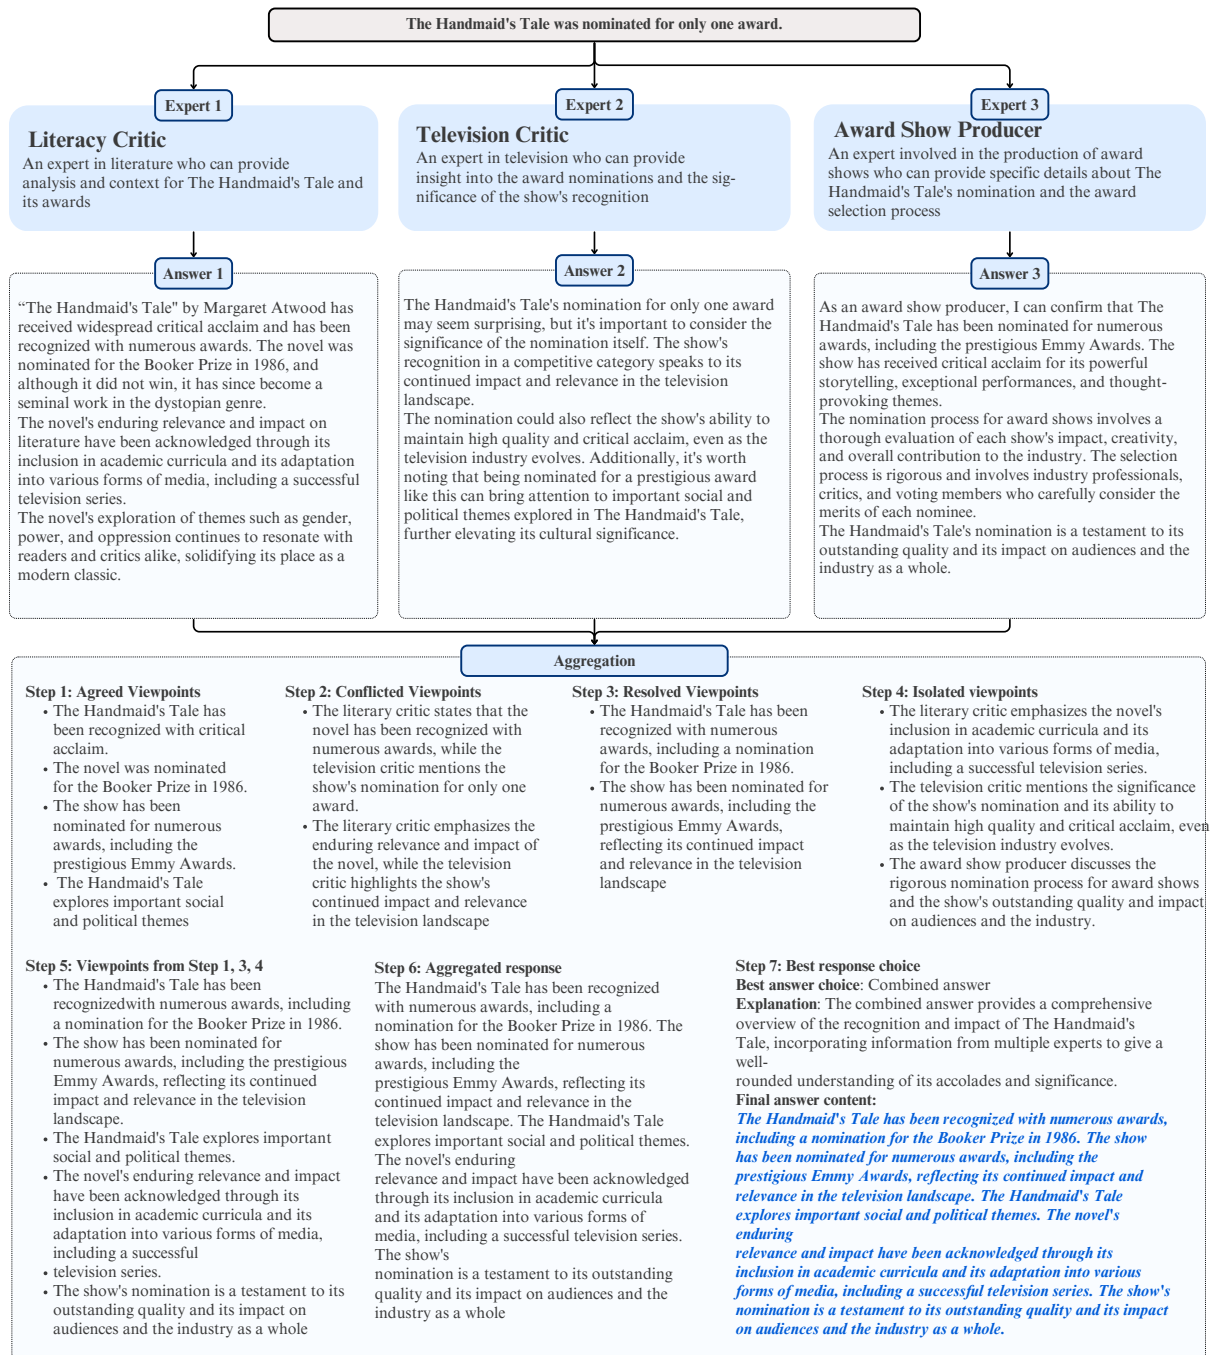 The Handmaid's Tale was nominated for only one award.
Expert 1
Literacy Critic
An expert in literature who can provide
analysis and context for The Handmaid's Tale and
its awards
Expert 2
Television Critic
An expert in television who can provide
insight into the award nominations and the sig-
nificance of the show's recognition
Expert 3
Award Show Producer
An expert involved in the production of award
shows who can provide specific details about The
Handmaid's Tale's nomination and the award
selection process
Answer 1
“The Handmaid's Tale" by Margaret Atwood has
received widespread critical acclaim and has been
recognized with numerous awards. The novel was
nominated for the Booker Prize in 1986, and
although it did not win, it has since become a
seminal work in the dystopian genre.
The novel's enduring relevance and impact on
literature have been acknowledged through its
inclusion in academic curricula and its adaptation
into various forms of media, including a successful
television series.
The novel's exploration of themes such as gender,
power, and oppression continues to resonate with
readers and critics alike, solidifying its place as a
modern classic.
Answer 2
The Handmaid's Tale's nomination for only one award
may seem surprising, but it's important to consider the
significance of the nomination itself. The show's
recognition in a competitive category speaks to its
continued impact and relevance in the television
landscape.
The nomination could also reflect the show's ability to
maintain high quality and critical acclaim, even as the
television industry evolves. Additionally, it's worth
noting that being nominated for a prestigious award
like this can bring attention to important social and
political themes explored in The Handmaid's Tale,
further elevating its cultural significance.
Answer 3
As an award show producer, I can confirm that The
Handmaid's Tale has been nominated for numerous
awards, including the prestigious Emmy Awards. The
show has received critical acclaim for its powerful
storytelling, exceptional performances, and thought-
provoking themes.
The nomination process for award shows involves a
thorough evaluation of each show's impact, creativity,
and overall contribution to the industry. The selection
process is rigorous and involves industry professionals,
critics, and voting members who carefully consider the
merits of each nominee.
The Handmaid's Tale's nomination is a testament to its
outstanding quality and its impact on audiences and the
industry as a whole.
Aggregation
Step 1: Agreed Viewpoints
• The Handmaid's Tale has
been recognized with critical
acclaim.
• The novel was nominated
for the Booker Prize in 1986.
• The show has been
nominated for numerous
awards, including the
prestigious Emmy Awards.
• The Handmaid's Tale
explores important social
and political themes
Step 2: Conflicted Viewpoints
• The literary critic states that the
novel has been recognized with
numerous awards, while the
television critic mentions the
show's nomination for only one
award.
• The literary critic emphasizes the
enduring relevance and impact of
the novel, while the television
critic highlights the show's
continued impact and relevance
in the television landscape
Step 3: Resolved Viewpoints
• The Handmaid's Tale has been
recognized with numerous
awards, including a nomination
for the Booker Prize in 1986.
• The show has been nominated for
numerous awards, including the
prestigious Emmy Awards,
reflecting its continued impact
and relevance in the television
landscape
Step 4: Isolated viewpoints
• The literary critic emphasizes the novel's
inclusion in academic curricula and its
adaptation into various forms of media,
including a successful television series.
• The television critic mentions the significance
of the show's nomination and its ability to
maintain high quality and critical acclaim, even
as the television industry evolves.
• The award show producer discusses the
rigorous nomination process for award shows
and the show's outstanding quality and impact
on audiences and the industry.
Step 5: Viewpoints from Step 1, 3, 4
• The Handmaid's Tale has been
recognizedwith numerous awards, including
a nomination for the Booker Prize in 1986.
• The show has been nominated for
numerous awards, including the prestigious
Emmy Awards, reflecting its continued
impact and relevance in the television
landscape.
• The Handmaid's Tale explores important
social and political themes.
• The novel's enduring relevance and impact
have been acknowledged through its
inclusion in academic curricula and its
adaptation into various forms of media,
including a successful
• television series.
• The show's nomination is a testament to its
outstanding quality and its impact on
audiences and the industry as a whole
Step 6: Aggregated response
The Handmaid's Tale has been recognized
with numerous awards, including a
nomination for the Booker Prize in 1986. The
show has been nominated for numerous
awards, including the
prestigious Emmy Awards, reflecting its
continued impact and relevance in the
television landscape. The Handmaid's Tale
explores important social and political themes.
The novel's enduring
relevance and impact have been acknowledged
through its inclusion in academic curricula
and its adaptation into various forms of
media, including a successful television series.
The show's
nomination is a testament to its outstanding
quality and its impact on audiences and the
industry as a whole
Step 7: Best response choice
Best answer choice: Combined answer
Explanation: The combined answer provides a comprehensive
overview of the recognition and impact of The Handmaid's
Tale, incorporating information from multiple experts to give a
well-
rounded understanding of its accolades and significance.
Final answer content:
The Handmaid's Tale has been recognized with numerous awards,
including a nomination for the Booker Prize in 1986. The show
has been nominated for numerous awards, including the
prestigious Emmy Awards, reflecting its continued impact and
relevance in the television landscape. The Handmaid's Tale
explores important social and political themes. The novel's
enduring
relevance and impact have been acknowledged through its
inclusion in academic curricula and its adaptation into various
forms of media, including a successful television series. The show's
nomination is a testament to its outstanding quality and its impact
on audiences and the industry as a whole.